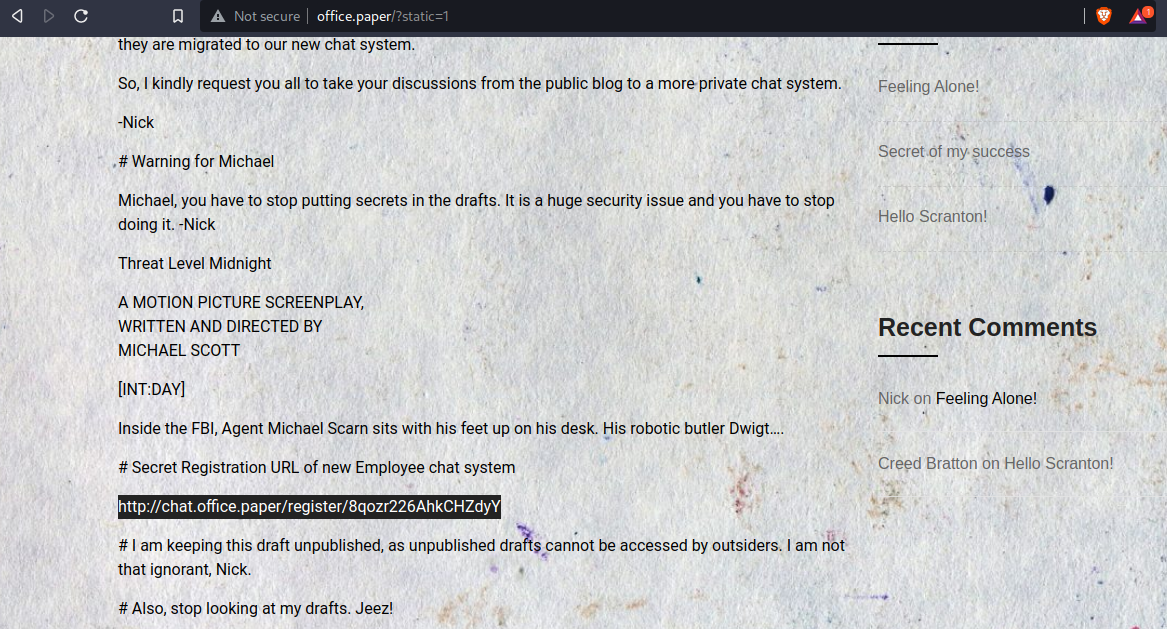 Not secure
office.paper/?static=1
1
they are migrated to our new chat system.
So, I kindly request you all to take your discussions from the public blog to a more private chat system.
-Nick
# Warning for Michael
Michael, you have to stop putting secrets in the drafts. It is a huge security issue and you have to stop
doing it. -Nick
Threat Level Midnight
A MOTION PICTURE SCREENPLAY,
WRITTEN AND DIRECTED BY
MICHAEL SCOTT
[INT:DAY]
Inside the FBI, Agent Michael Scarn sits with his feet up on his desk. His robotic butler Dwigt….
# Secret Registration URL of new Employee chat system
http://chat.office.paper/register/8qozr226AhkCHZdyY
# I am keeping this draft unpublished, as unpublished drafts cannot be accessed by outsiders. I am not
that ignorant, Nick.
# Also, stop looking at my drafts. Jeez!
Feeling Alone!
Secret of my success
Hello Scranton!
Recent Comments
Nick on Feeling Alone!
Creed Bratton on Hello Scranton!